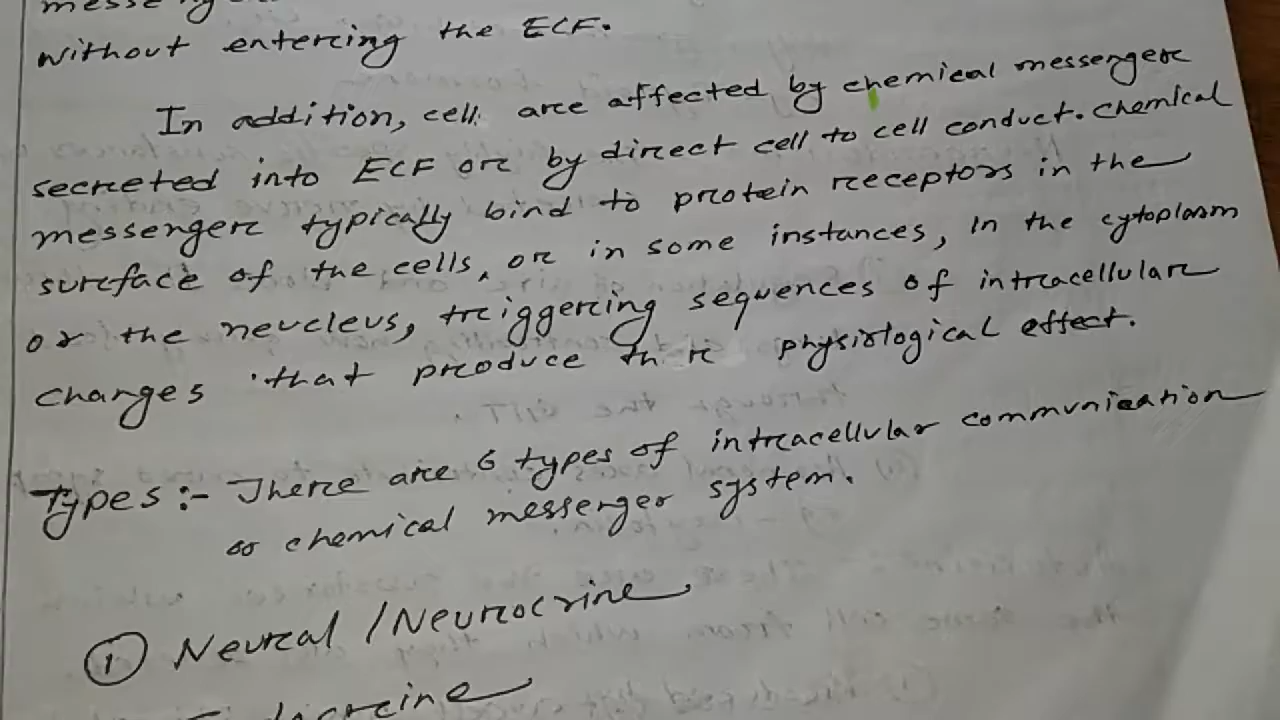 without entering the ECF.
In addition, cell are affected by chemical messenger
secreted into ECF or by direct cell to cell conduct. Chemical
messenger typically bind to protein receptors in the
surface of the cells, or in some instances, in the cytoplasm
or the neucleus, triggering sequences of intracellular
changes that produce physiological effect.
Types :- There are 6 types of intracellular communication
or chemical messenger system.
① Neural / Neurocrine